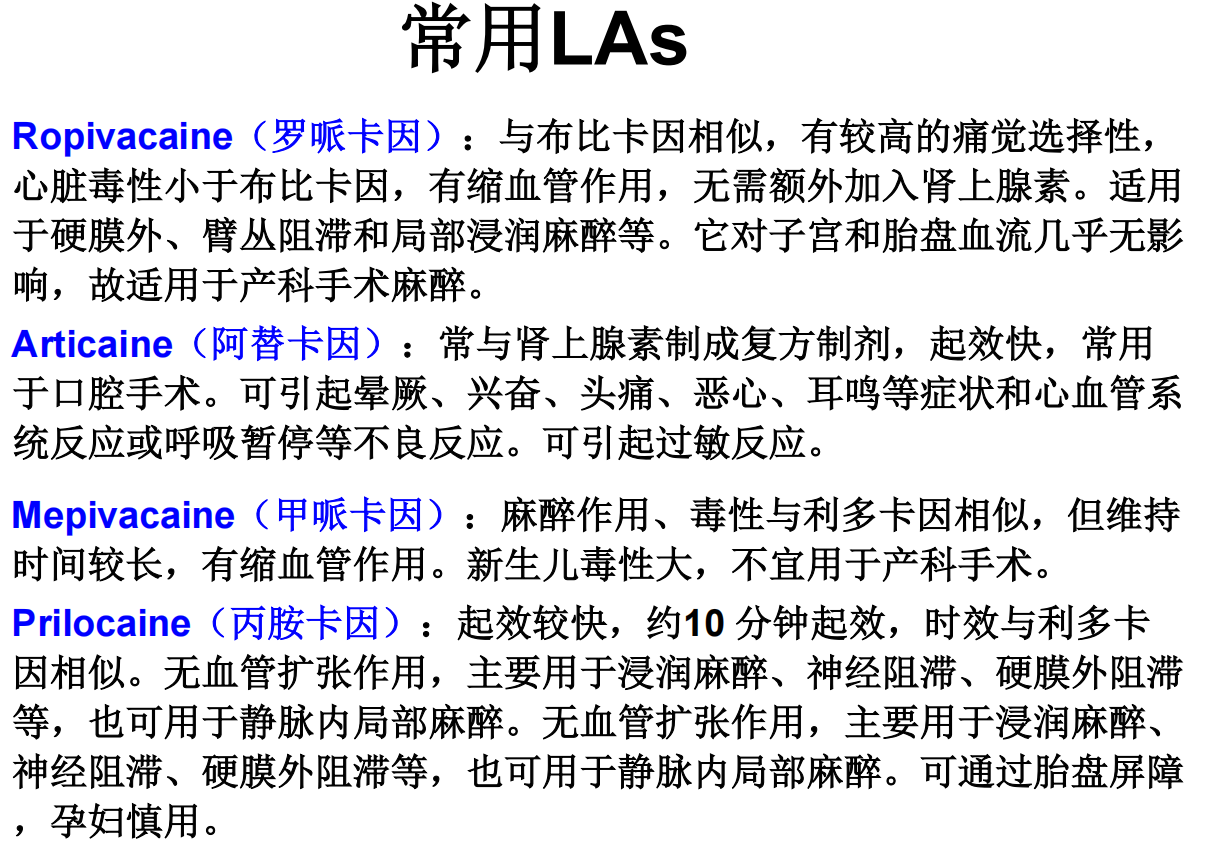 常用LAs
Ropivacaine（罗哌卡因）：与布比卡因相似，有较高的痛觉选择性，
心脏毒性小于布比卡因，有缩血管作用，无需额外加入肾上腺素。适用
于硬膜外、臂丛阻滞和局部浸润麻醉等。它对子宫和胎盘血流几乎无影
响，故适用于产科手术麻醉。
Articaine（阿替卡因）：常与肾上腺素制成复方制剂，起效快，常用
于口腔手术。可引起晕厥、兴奋、头痛、恶心、耳鸣等症状和心血管系
统反应或呼吸暂停等不良反应。可引起过敏反应。
Mepivacaine（甲哌卡因）：麻醉作用、毒性与利多卡因相似，但维持
时间较长，有缩血管作用。新生儿毒性大，不宜用于产科手术。
Prilocaine（丙胺卡因）：起效较快，约10 分钟起效，时效与利多卡
因相似。无血管扩张作用，主要用于浸润麻醉、神经阻滞、硬膜外阻滞
等，也可用于静脉内局部麻醉。无血管扩张作用，主要用于浸润麻醉、
神经阻滞、硬膜外阻滞等，也可用于静脉内局部麻醉。可通过胎盘屏障
，孕妇慎用。